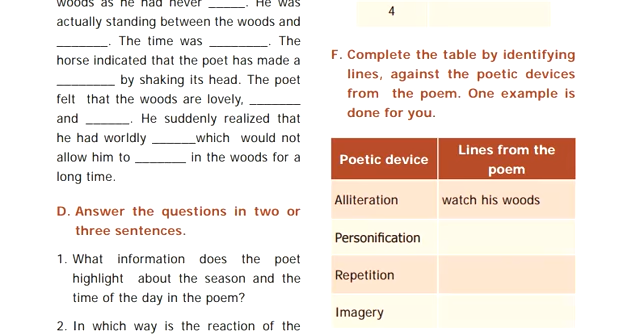 woods as he had never _____. He was
actually standing between the woods and
_______. The time was ________. The
horse indicated that the poet has made a
________ by shaking its head. The poet
felt that the woods are lovely, _______
and ______. He suddenly realized that
he had worldly ______which would not
allow him to _______ in the woods for a
long time.
D. Answer the questions in two or
three sentences.
1. What information does the poet
highlight about the season and the
time of the day in the poem?
2. In which way is the reaction of the
4
F. Complete the table by identifying
lines, against the poetic devices
from the poem. One example is
done for you.
Poetic device
Lines from the
poem
Alliteration
watch his woods
Personification
Repetition
Imagery